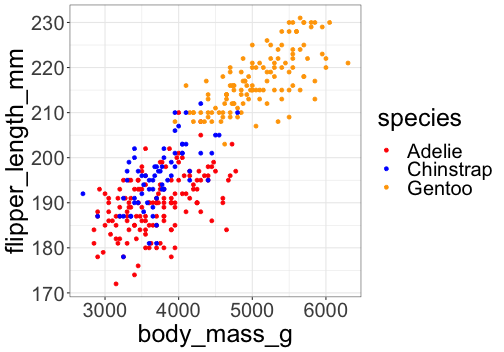 flipper_length_mm
230
220
210
200
190
180
170
3000
4000
5000
6000
body_mass_g
species
Adelie
Chinstrap
Gentoo